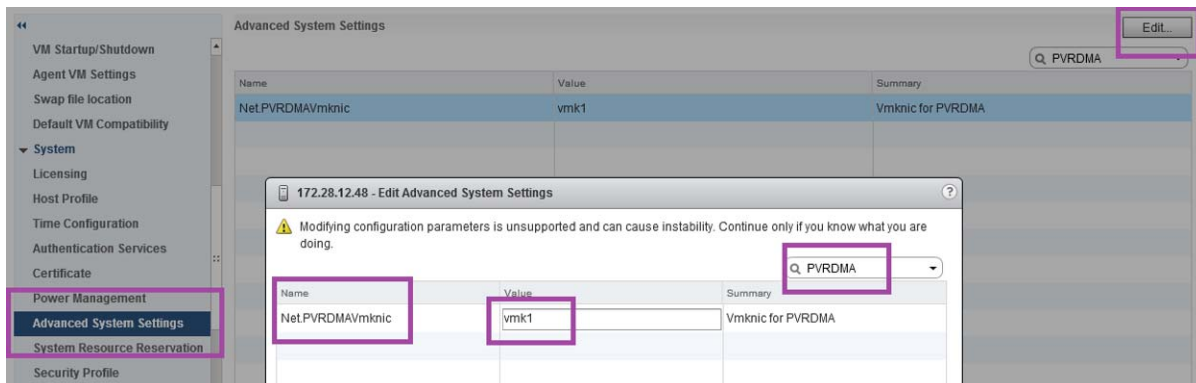 VM Startup/Shutdown
Agent VM Settings
Swap file location
Default VM Compatibility
System
Licensing
Host Profile
Time Configuration
Authentication Services
Certificate
Power Management
Advanced System Settings
System Resource Reservation
Security Profile
Advanced System Settings
Edit...
PVRDMA
Name Value Summary
Net.PVRDMAVmknic vmk1 Vmknic for PVRDMA
172.28.12.48 - Edit Advanced System Settings ?
Modifying configuration parameters is unsupported and can cause instability. Continue only if you know what you are
doing.
PVRDMA
Name Value Summary
Net.PVRDMAVmknic vmk1 Vmknic for PVRDMA